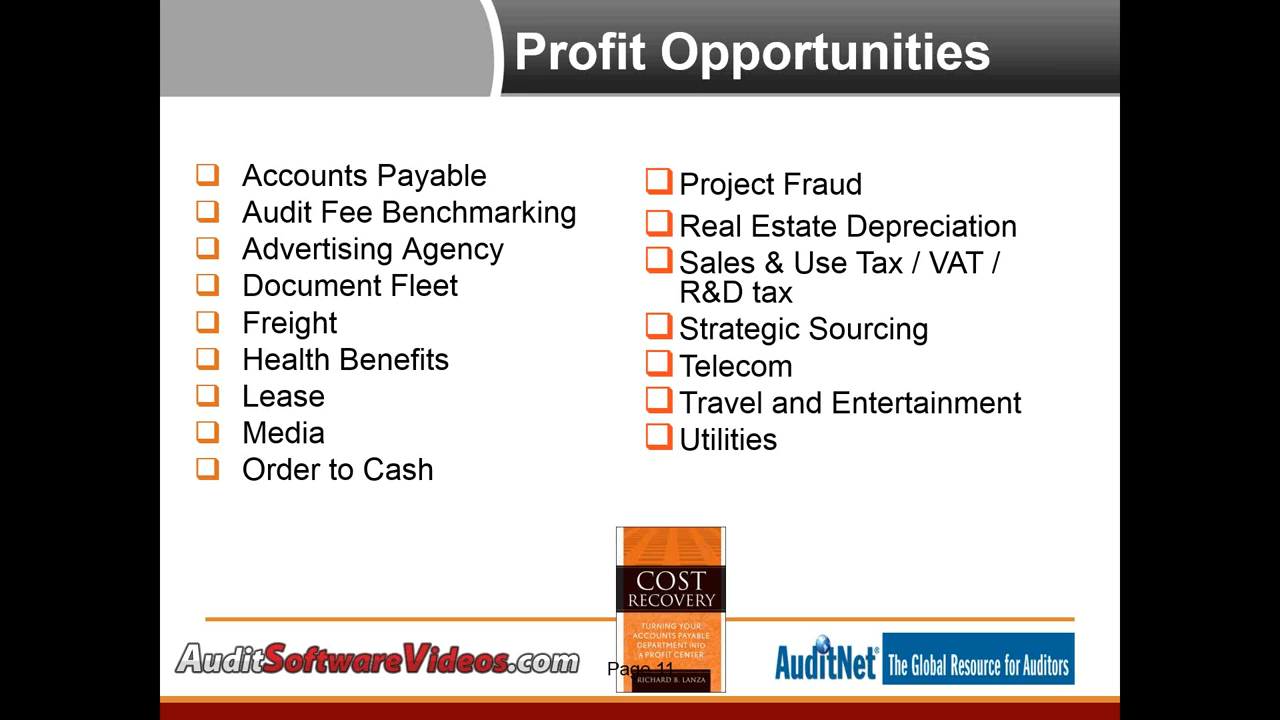 Profit Opportunities
Accounts Payable
Audit Fee Benchmarking
Advertising Agency
Document Fleet
Freight
Health Benefits
Lease
Media
Order to Cash
Project Fraud
Real Estate Depreciation
Sales & Use Tax / VAT /
R&D tax
Strategic Sourcing
Telecom
Travel and Entertainment
Utilities
COST
RECOVERY
TURNING YOUR
ACCOUNTS PAYABLE
DEPARTMENT INTO
A PROFIT CENTER
RICHARD B. LANZA
Page 11
AuditSoftwareVideos.com
AuditNet® The Global Resource for Auditors